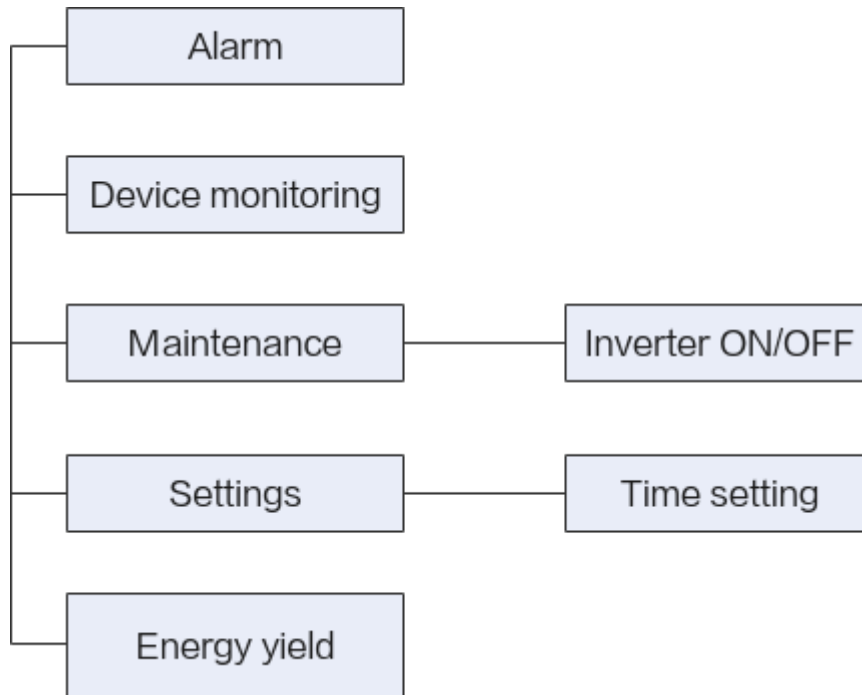 Alarm
Device monitoring
Maintenance
Inverter ON/OFF
Settings
Time setting
Energy yield